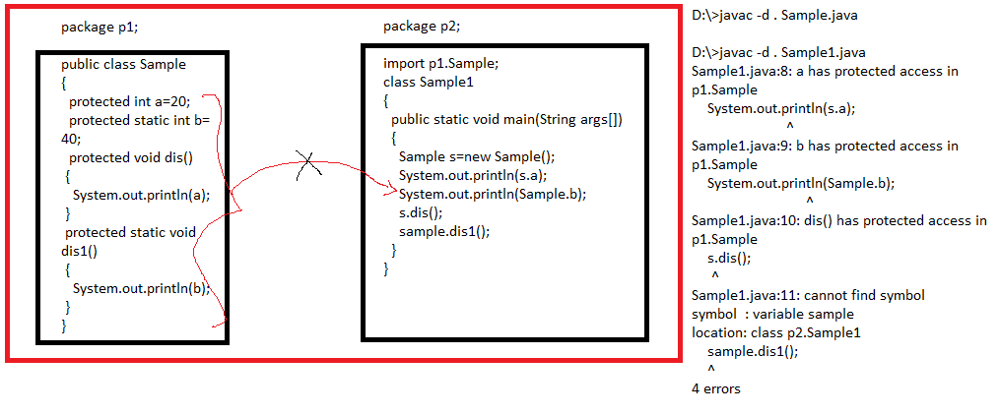 package p1;
public class Sample
{
protected int a=20;
protected static int b=
40;
protected void dis()
{
System.out.println(a);
}
protected static void
dis1()
{
System.out.println(b);
}
}
package p2;
import p1.Sample;
class Sample1
{
public static void main(String args[])
{
Sample s=new Sample();
System.out.println(s.a);
System.out.println(Sample.b);
s.dis();
sample.dis1();
}
}
D:\>javac -d . Sample.java
D:\>javac -d . Sample1.java
Sample1.java:8: a has protected access in
p1.Sample
System.out.println(s.a);
^
Sample1.java:9: b has protected access in
p1.Sample
System.out.println(Sample.b);
^
Sample1.java:10: dis() has protected access in
p1.Sample
s.dis();
^
Sample1.java:11: cannot find symbol
symbol : variable sample
location: class p2.Sample1
sample.dis1();
^
4 errors